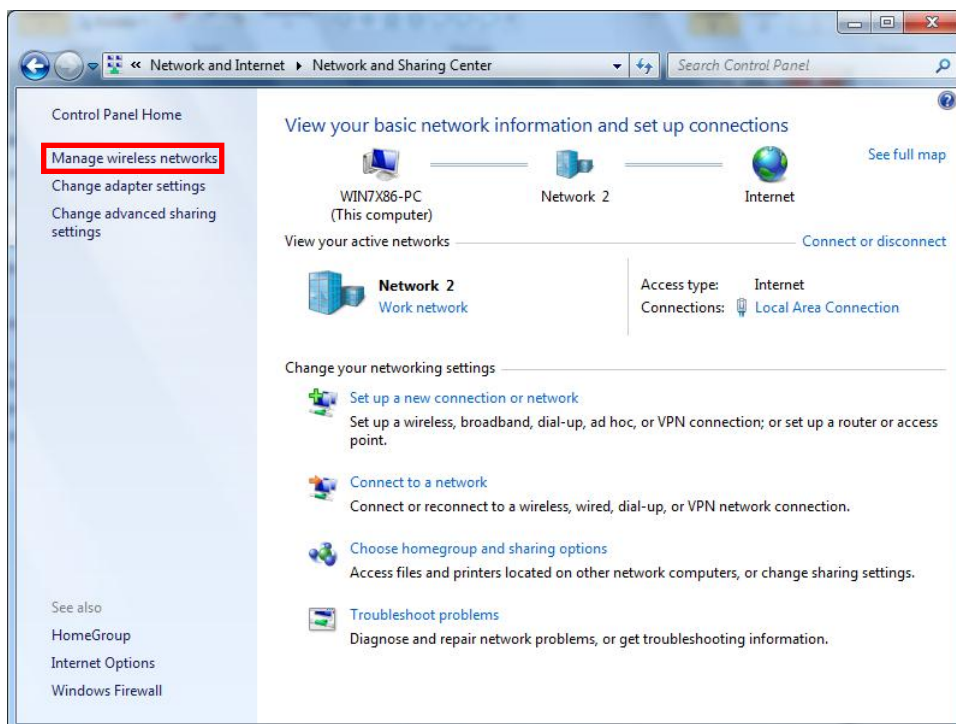 « Network and Internet ▸ Network and Sharing Center
Search Control Panel
Control Panel Home
Manage wireless networks
Change adapter settings
Change advanced sharing
settings
See also
HomeGroup
Internet Options
Windows Firewall
View your basic network information and set up connections
See full map
WIN7X86-PC
(This computer)
Network 2
Internet
View your active networks
Connect or disconnect
Network 2
Work network
Access type: Internet
Connections: Local Area Connection
Change your networking settings
Set up a new connection or network
Set up a wireless, broadband, dial-up, ad hoc, or VPN connection; or set up a router or access
point.
Connect to a network
Connect or reconnect to a wireless, wired, dial-up, or VPN network connection.
Choose homegroup and sharing options
Access files and printers located on other network computers, or change sharing settings.
Troubleshoot problems
Diagnose and repair network problems, or get troubleshooting information.